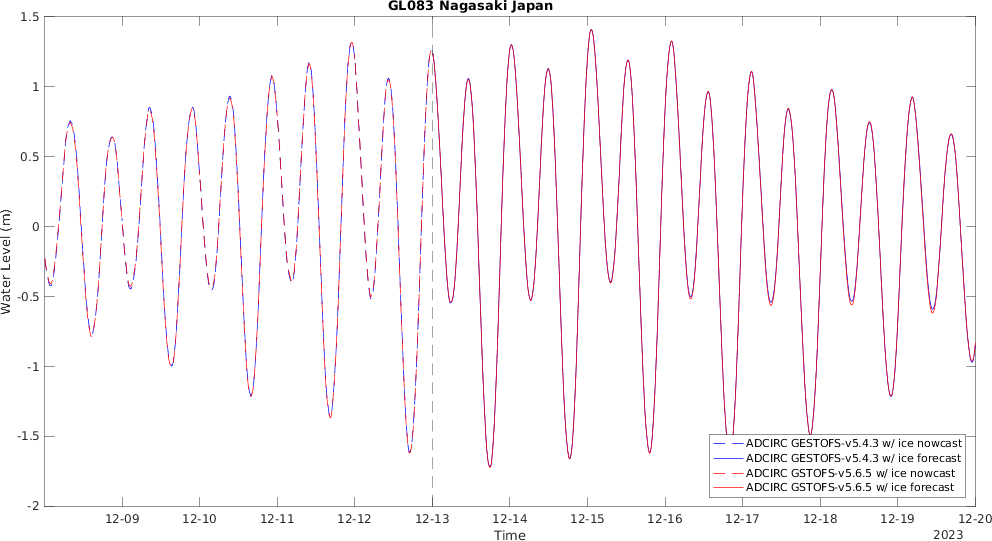 GL083 Nagasaki Japan
1.5
1
0.5
0
-0.5
-1
-1.5
-2
Water Level (m)
ADCIRC GESTOFS-v5.4.3 w/ ice nowcast
ADCIRC GESTOFS-v5.4.3 w/ ice forecast
ADCIRC GSTOFS-v5.6.5 w/ ice nowcast
ADCIRC GSTOFS-v5.6.5 w/ ice forecast
12-09 12-10 12-11 12-12 12-13 12-14 12-15 12-16 12-17 12-18 12-19 12-20
Time
2023